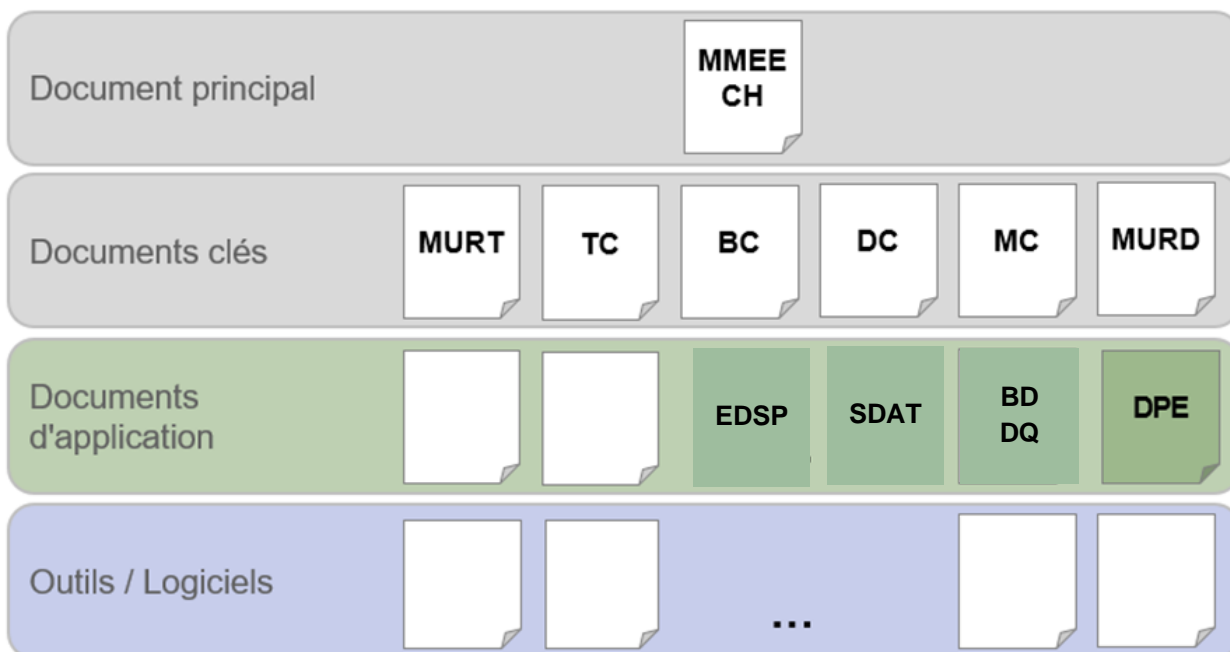 Document principal
MMEE
CH
Documents clés
MURT
TC
BC
DC
MC
MURD
Documents
d'application
EDSP
SDAT
BD
DQ
DPE
Outils / Logiciels
...